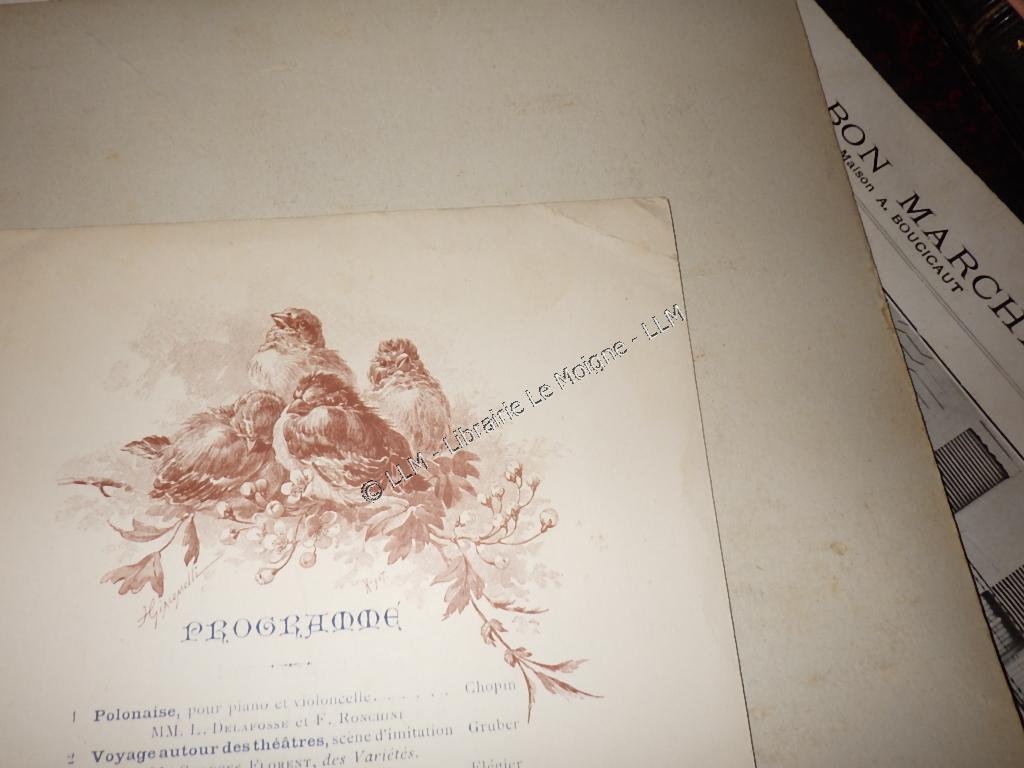 BON MARCH
Maison A. BOUCICAUT
© LLM - Librairie Le Moigne - LLM
PROGRAMME
1 Polonaise, pour piano et violoncelle. . . . . . . Chopin
MM. L. DELAFOSSE et F. RONCHINI
2 Voyage autour des théâtres, scène d'imitation Gruber
FLORENT, des Variétés.